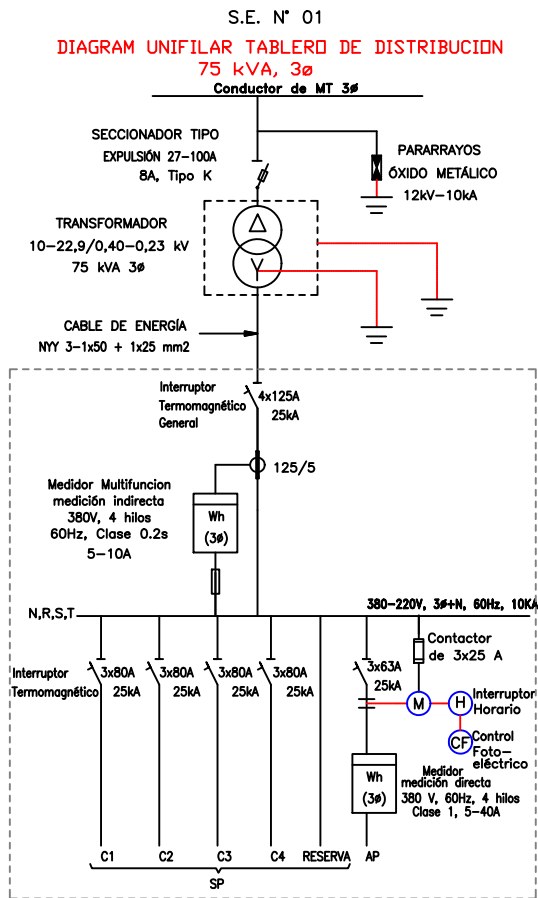 S.E. N° 01
DIAGRAM UNIFILAR TABLERO DE DISTRIBUCION
75 kVA, 3ø
Conductor de MT 3ø
SECCIONADOR TIPO
EXPULSIÓN 27-100A
8A, Tipo K
PARARRAYOS
ÓXIDO METÁLICO
12kV-10kA
TRANSFORMADOR
10-22,9/0,40-0,23 kV
75 kVA 3ø
CABLE DE ENERGÍA
NYY 3-1x50 + 1x25 mm2
Interruptor
Termomagnético
General
4x125A
25kA
125/5
Medidor Multifuncion
medición indirecta
380V, 4 hilos
60Hz, Clase 0.2s
5-10A
Wh
(3ø)
N,R,S,T
380-220V, 3ø+N, 60Hz, 10KA
Interruptor
Termomagnético
3x80A
25kA
3x80A
25kA
3x80A
25kA
3x80A
25kA
3x63A
25kA
Contactor
de 3x25 A
M
H
Interruptor
Horario
CF
Control
Foto-
eléctrico
Wh
(3ø)
Medidor
medición directa
380 V, 60Hz, 4 hilos
Clase 1, 5-40A
C1
C2
C3
C4
RESERVA
AP
SP